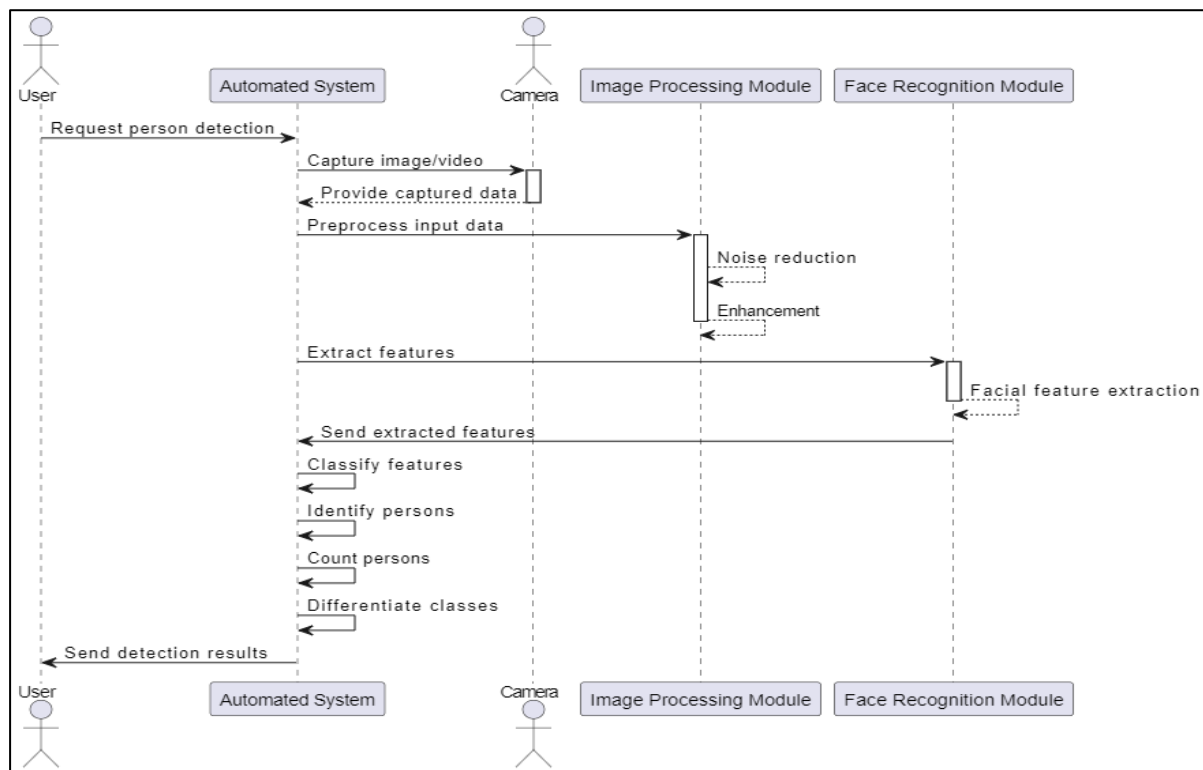 User
Automated System
Camera
Image Processing Module
Face Recognition Module
Request person detection
Capture image/video
Provide captured data
Preprocess input data
Noise reduction
Enhancement
Extract features
Facial feature extraction
Send extracted features
Classify features
Identify persons
Count persons
Differentiate classes
Send detection results
User
Automated System
Camera
Image Processing Module
Face Recognition Module